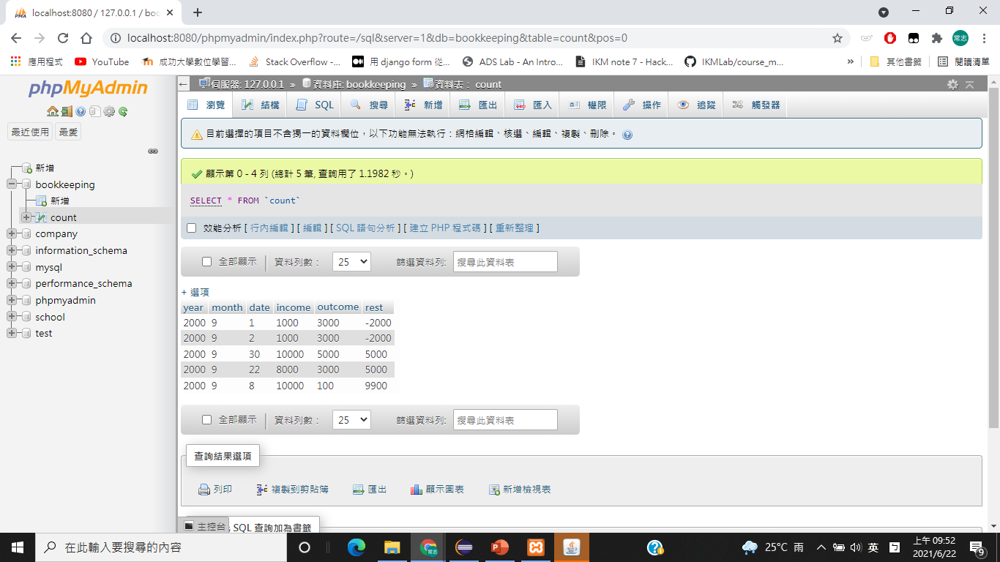 localhost:8080 / 127.0.0.1 / boo
localhost:8080/phpmyadmin/index.php?route=/sql&server=1&db=bookkeeping&table=count&pos=0
常志
應用程式 YouTube 成功大學數位學習... Stack Overflow -... 用 django form 從... ADS Lab - An Intro... IKM note 7 - Hack... IKMLab/course_m... » 其他書籤 閱讀清單
phpMyAdmin
最近使用 最愛
新增
bookkeeping
新增
count
company
information_schema
mysql
performance_schema
phpmyadmin
school
test
伺服器: 127.0.0.1 » 資料庫: bookkeeping » 資料表： count
瀏覽 結構 SQL 搜尋 新增 匯出 匯入 權限 操作 追蹤 觸發器
目前選擇的項目不含獨一的資料欄位，以下功能無法執行：網格編輯、核選、編輯、複製、刪除。
顯示第 0 - 4 列 (總計 5 筆, 查詢用了 1.1982 秒。)
SELECT * FROM `count`
效能分析 [ 行內編輯 ] [ 編輯 ] [ SQL 語句分析 ] [ 建立 PHP 程式碼 ] [ 重新整理 ]
全部顯示 資料列數： 25 篩選資料列: 搜尋此資料表
+ 選項
year month date income outcome rest
2000 9 1 1000 3000 -2000
2000 9 2 1000 3000 -2000
2000 9 30 10000 5000 5000
2000 9 22 8000 3000 5000
2000 9 8 10000 100 9900
全部顯示 資料列數： 25 篩選資料列: 搜尋此資料表
查詢結果選項
列印 複製到剪貼簿 匯出 顯示圖表 新增檢視表
主控台 SQL 查詢加為書籤
在此輸入要搜尋的內容
25°C 雨 英
上午 09:52
2021/6/22
9